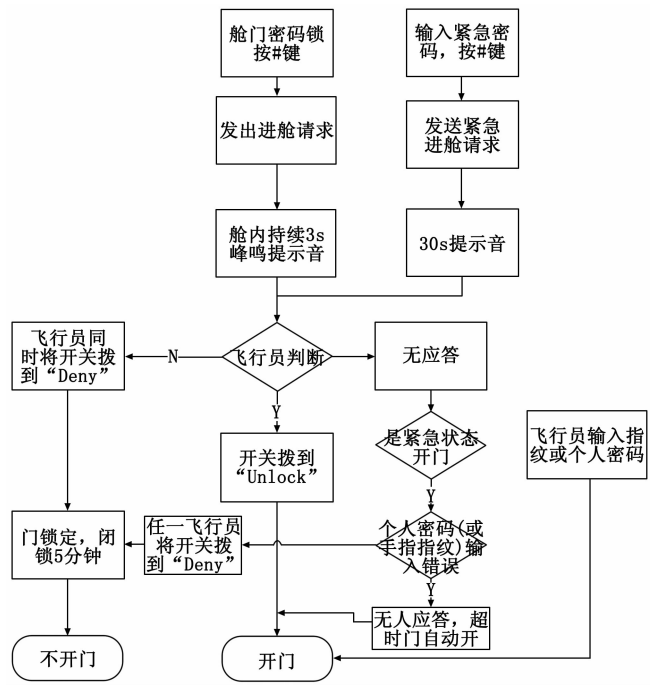 舱门密码锁
按#键
输入紧急密
码，按#键
发出进舱请求
发送紧急
进舱请求
舱内持续3s
峰鸣提示音
30s提示音
飞行员同
时将开关拨
到“Deny”
N
飞行员判断
无应答
Y
开关拨到
“Unlock”
是紧急状态
开门
飞行员输入指
纹或个人密码
Y
门锁定，闭
锁5分钟
任一飞行员
将开关拨
到“Deny”
个人密码(或
手指指纹)输
入错误
Y
无人应答，超
时门自动开
不开门
开门